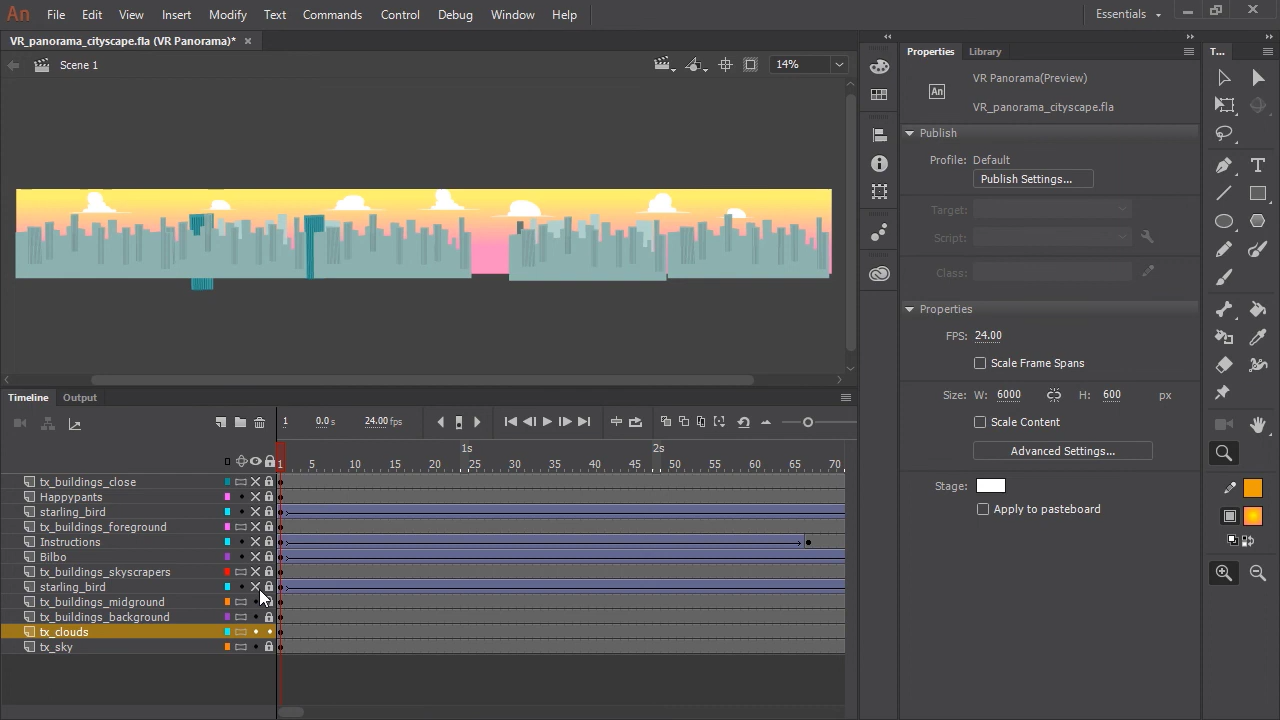 An File Edit View Insert Modify Text Commands Control Debug Window Help Essentials
VR_panorama_cityscape.fla (VR Panorama)*
Scene 1 14%
Properties Library T...
An VR Panorama(Preview)
VR_panorama_cityscape.fla
Publish
Profile: Default
Publish Settings...
Target:
Script:
Class:
Properties
FPS: 24.00
Scale Frame Spans
Size: W: 6000 H: 600 px
Scale Content
Advanced Settings...
Stage:
Apply to pasteboard
Timeline Output
1 0.0 s 24.00 fps
1s 2s
1 5 10 15 20 25 30 35 40 45 50 55 60 65 70
tx_buildings_close
Happypants
starling_bird
tx_buildings_foreground
Instructions
Bilbo
tx_buildings_skyscrapers
starling_bird
tx_buildings_midground
tx_buildings_background
tx_clouds
tx_sky